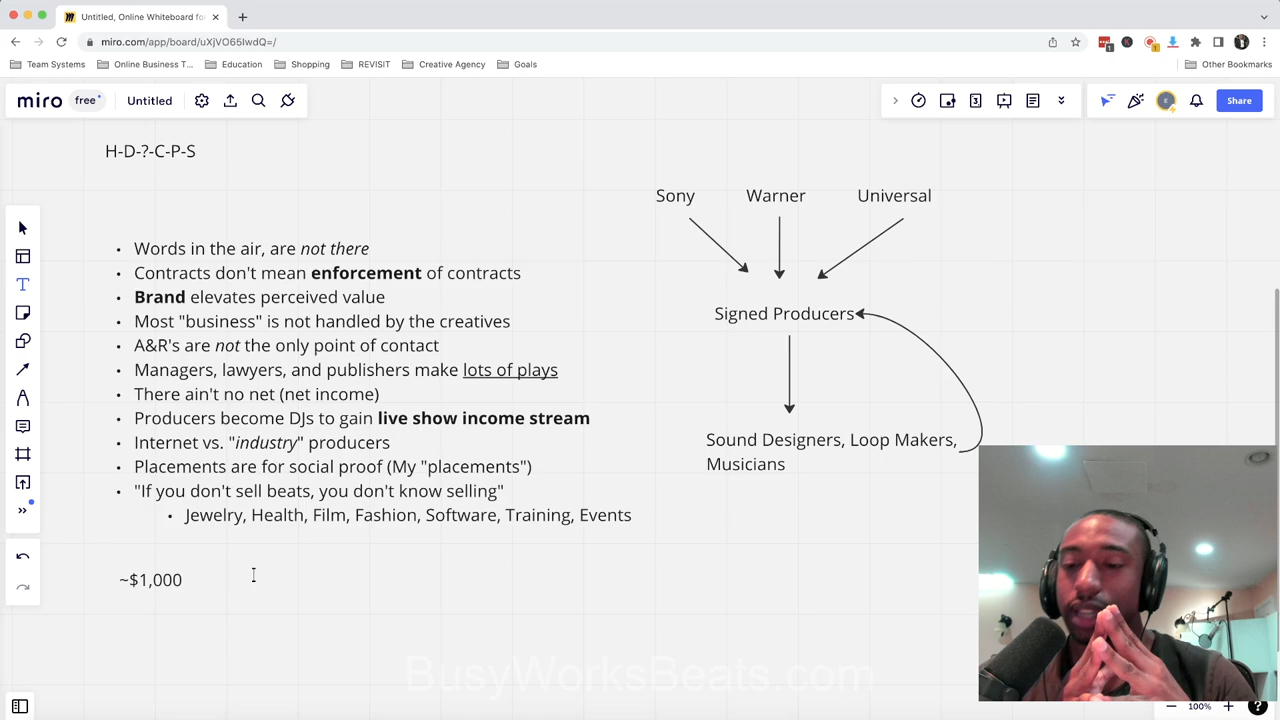 Untitled, Online Whiteboard for
miro.com/app/board/uXjVO65IwdQ=/
Team Systems
Online Business T...
Education
Shopping
REVISIT
Creative Agency
Goals
Other Bookmarks
miro free Untitled
3
Share
H-D-?-C-P-S
Sony Warner Universal
• Words in the air, are not there
• Contracts don't mean enforcement of contracts
• Brand elevates perceived value
• Most "business" is not handled by the creatives
• A&R's are not the only point of contact
• Managers, lawyers, and publishers make lots of plays
• There ain't no net (net income)
• Producers become DJs to gain live show income stream
• Internet vs. "industry" producers
• Placements are for social proof (My "placements")
• "If you don't sell beats, you don't know selling"
• Jewelry, Health, Film, Fashion, Software, Training, Events
Signed Producers
Sound Designers, Loop Makers,
Musicians
~$1,000
BusyWorksBeats.com
100%